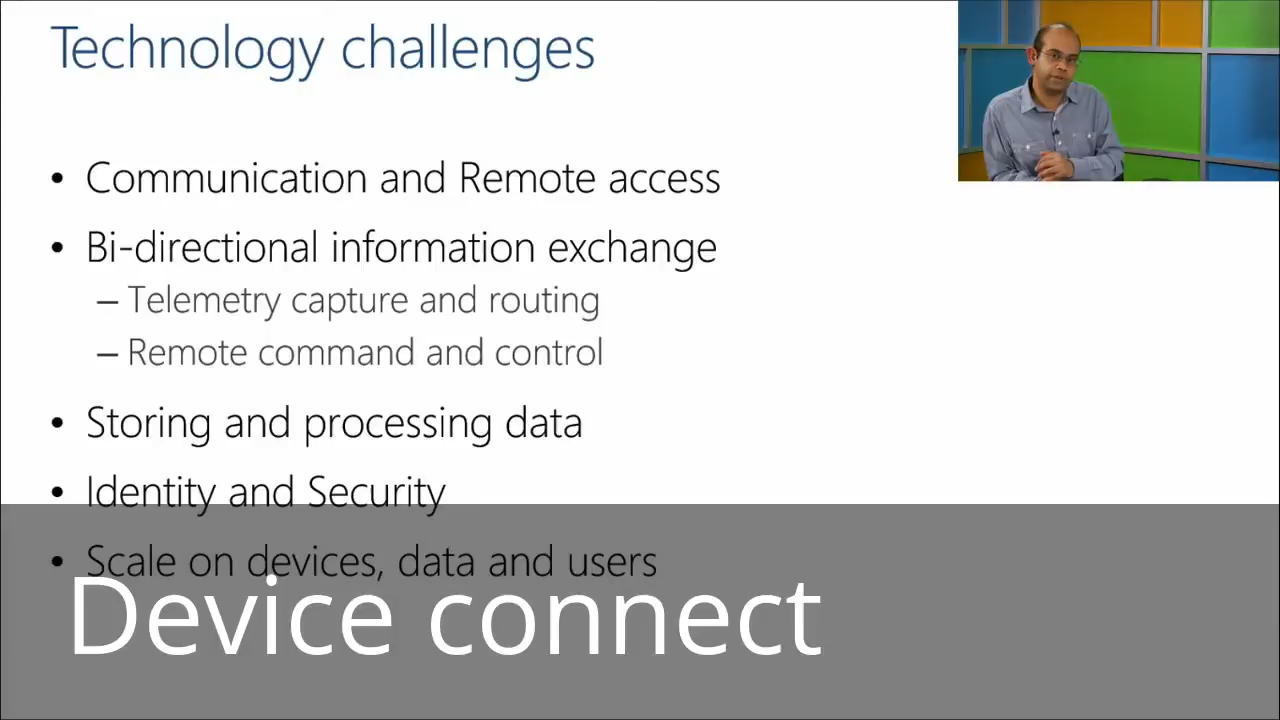 Technology challenges
• Communication and Remote access
• Bi-directional information exchange
– Telemetry capture and routing
– Remote command and control
• Storing and processing data
• Identity and Security
• Scale on devices, data and users
Device connect